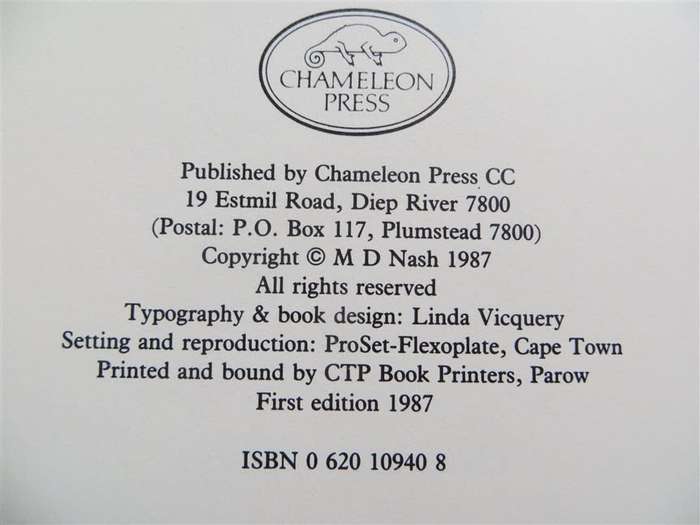 CHAMELEON
PRESS
Published by Chameleon Press CC
19 Estmil Road, Diep River 7800
(Postal: P.O. Box 117, Plumstead 7800)
Copyright © M D Nash 1987
All rights reserved
Typography & book design: Linda Vicquery
Setting and reproduction: ProSet-Flexoplate, Cape Town
Printed and bound by CTP Book Printers, Parow
First edition 1987
ISBN 0 620 10940 8